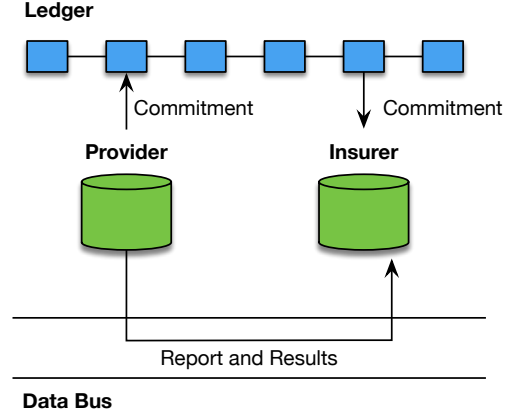 Ledger
Commitment
Commitment
Provider
Insurer
Report and Results
Data Bus